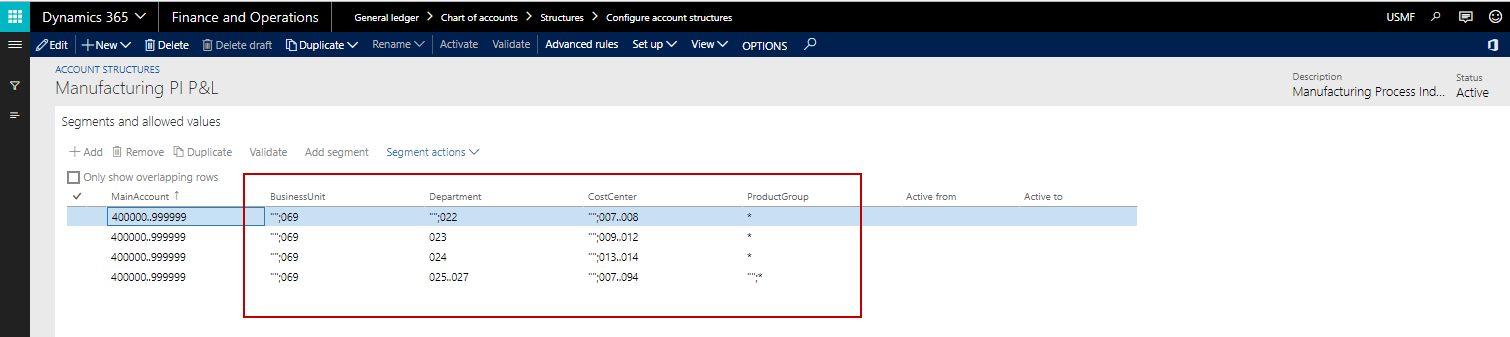 Dynamics 365 Finance and Operations General ledger > Chart of accounts > Structures > Configure account structures USMF
Edit New Delete Delete draft Duplicate Rename Activate Validate Advanced rules Set up View OPTIONS
ACCOUNT STRUCTURES
Manufacturing PI P&L
Description Status
Manufacturing Process Ind... Active
Segments and allowed values
Add Remove Duplicate Validate Add segment Segment actions
Only show overlapping rows
MainAccount ↑ BusinessUnit Department CostCenter ProductGroup Active from Active to
400000..999999 "";069 "";022 "";007..008 *
400000..999999 "";069 023 "";009..012 *
400000..999999 "";069 024 "";013..014 *
400000..999999 "";069 025..027 "";007..094 "";*